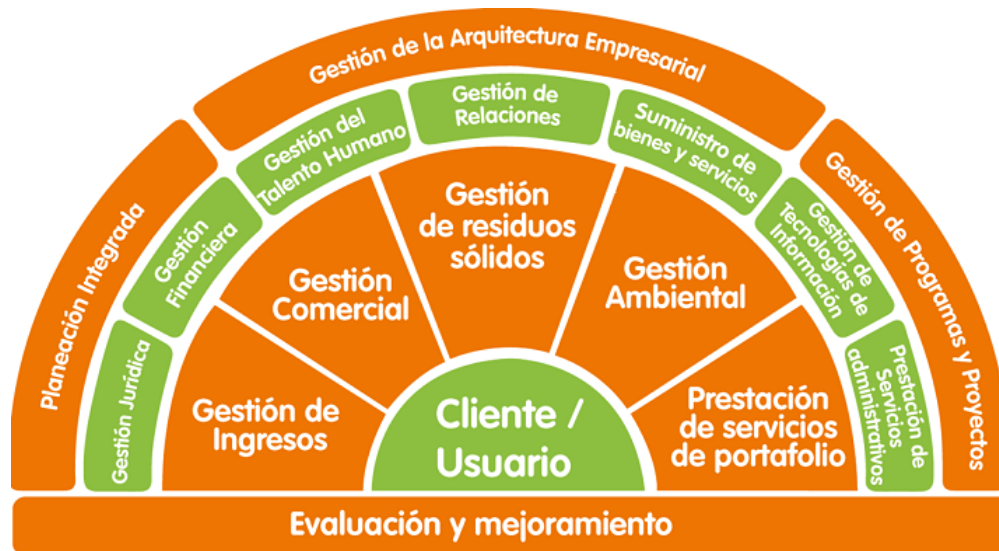 Gestión de la Arquitectura Empresarial
Planeación Integrada
Gestión de Programas y Proyectos
Gestión Jurídica
Gestión
Financiera
Gestión del
Talento Humano
Gestión de
Relaciones
Suministro de
bienes y servicios
Gestión de
Tecnologías de
Información
Prestación de
Servicios
administrativos
Gestión de
Ingresos
Gestión
Comercial
Gestión
de residuos
sólidos
Gestión
Ambiental
Prestación
de servicios
de portafolio
Cliente /
Usuario
Evaluación y mejoramiento